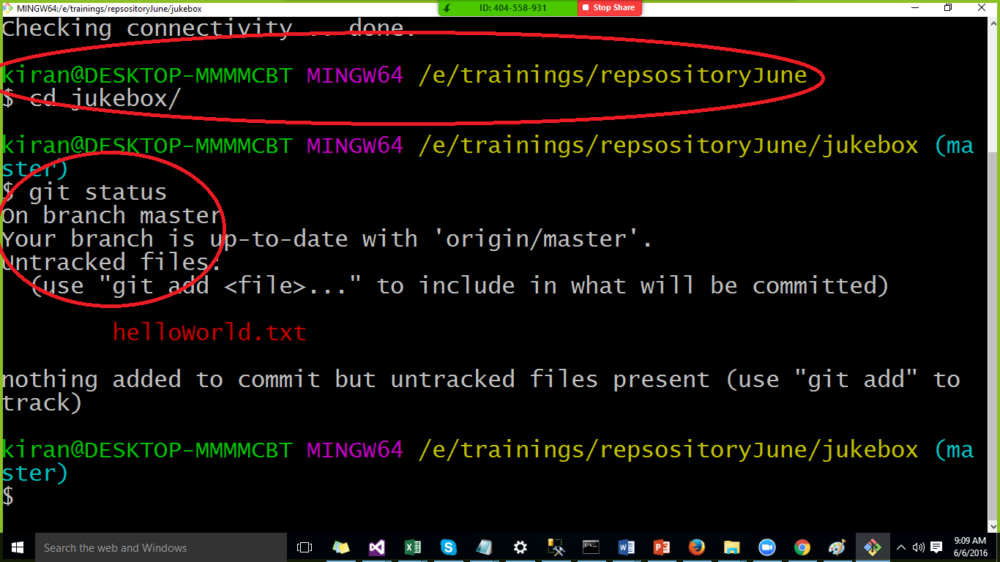 MINGW64:/e/trainings/repsositoryJune/jukebox
ID: 404-558-931
Stop Share
Checking connectivity... done.
kiran@DESKTOP-MMMMCBT MINGW64 /e/trainings/repsositoryJune
$ cd jukebox/
kiran@DESKTOP-MMMMCBT MINGW64 /e/trainings/repsositoryJune/jukebox (ma
ster)
$ git status
On branch master
Your branch is up-to-date with 'origin/master'.
Untracked files:
(use "git add <file>..." to include in what will be committed)
helloWorld.txt
nothing added to commit but untracked files present (use "git add" to
track)
kiran@DESKTOP-MMMMCBT MINGW64 /e/trainings/repsositoryJune/jukebox (ma
ster)
$
Search the web and Windows
9:09 AM
6/6/2016